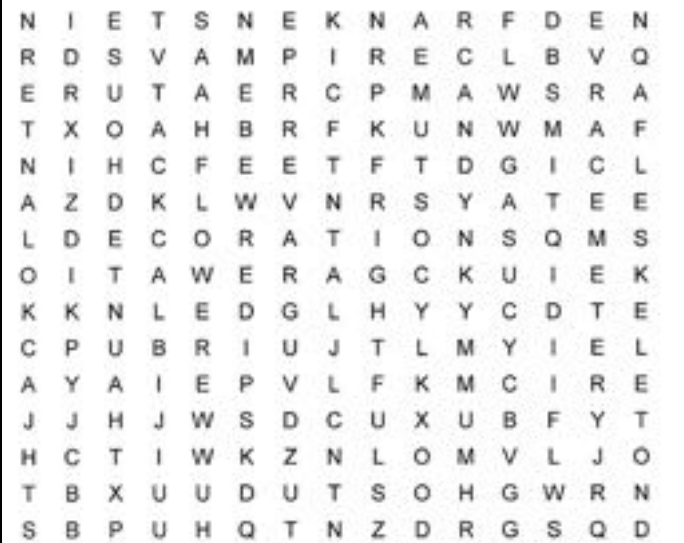 N I E T S N E K N A R F D E N
R D S V A M P I R E C L B V Q
E R U T A E R C P M A W S R A
T X O A H B R F K U N W M A F
N I H C F E E T F T D G I C L
A Z D K L W V N R S Y A T E E
L D E C O R A T I O N S Q M S
O I T A W E R A G C K U I E K
K K N L E D G L H Y Y C D T E
C P U B R I U J T L M Y I E L
A Y A I E P V L F K M C I R E
J J H J W S D C U X U B F Y T
H C T I W K Z N L O M V L J O
T B X U U D U T S O H G W R N
S B P U H Q T N Z D R G S Q D